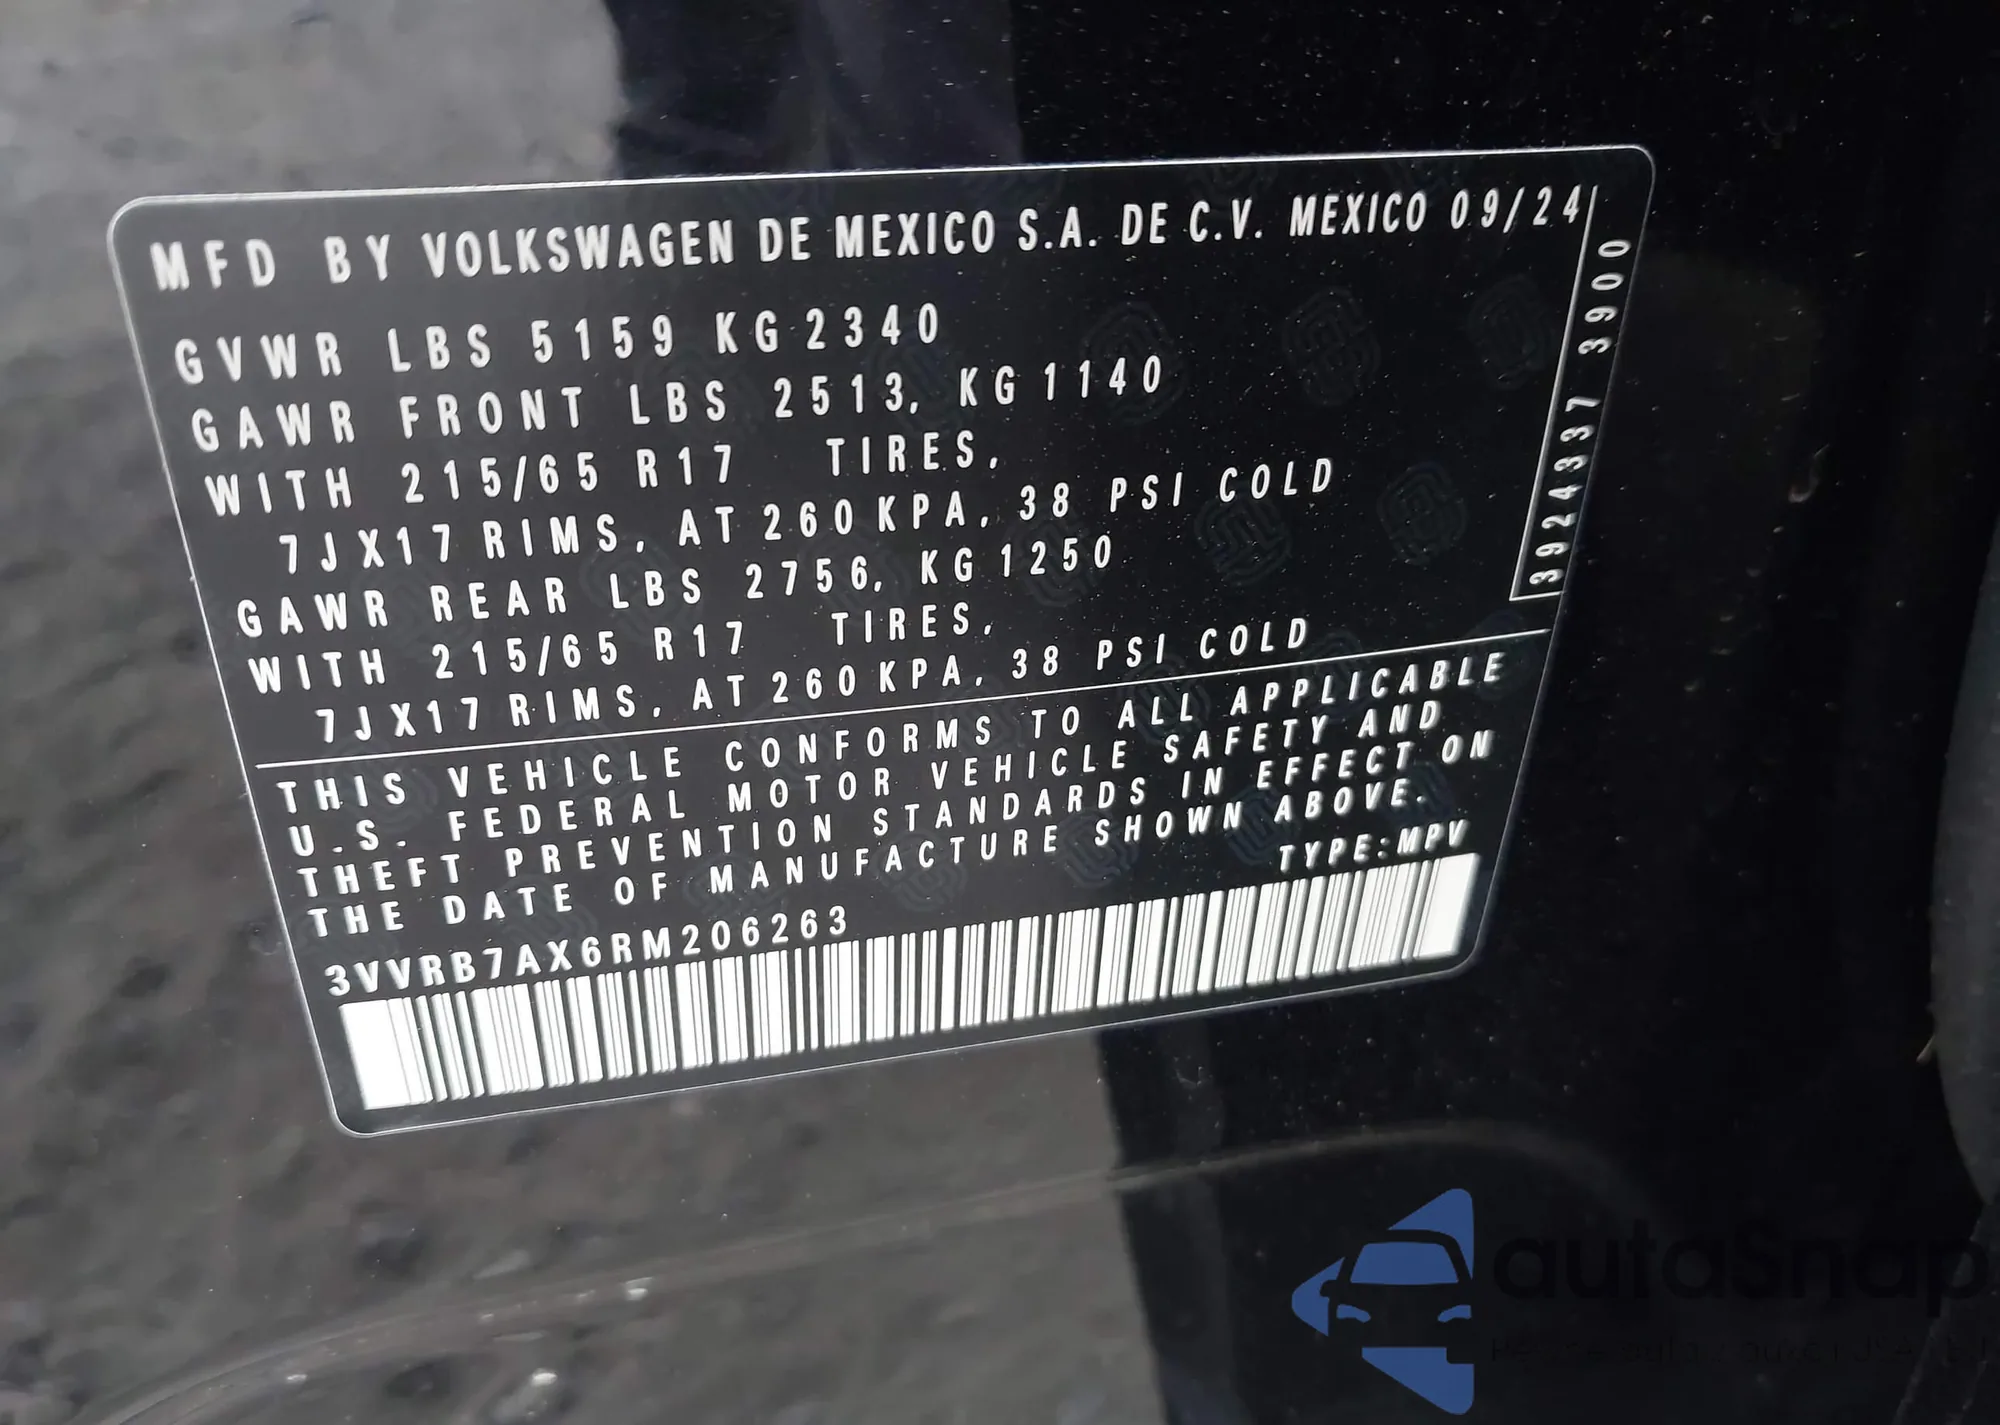 MFD BY VOLKSWAGEN DE MEXICO S.A. DE C.V. MEXICO 09/24
GVWR LBS 5159 KG 2340
GAWR FRONT LBS 2513, KG 1140
WITH 215/65 R17 TIRES,
7JX17 RIMS, AT 260 KPA, 38 PSI COLD
GAWR REAR LBS 2756, KG 1250
WITH 215/65 R17 TIRES,
7JX17 RIMS, AT 260 KPA, 38 PSI COLD
3924337 3900
THIS VEHICLE CONFORMS TO ALL APPLICABLE
U.S. FEDERAL MOTOR VEHICLE SAFETY AND
THEFT PREVENTION STANDARDS IN EFFECT ON
THE DATE OF MANUFACTURE SHOWN ABOVE.
TYPE:MPV
3VVRB7AX6RM206263
autaSnap